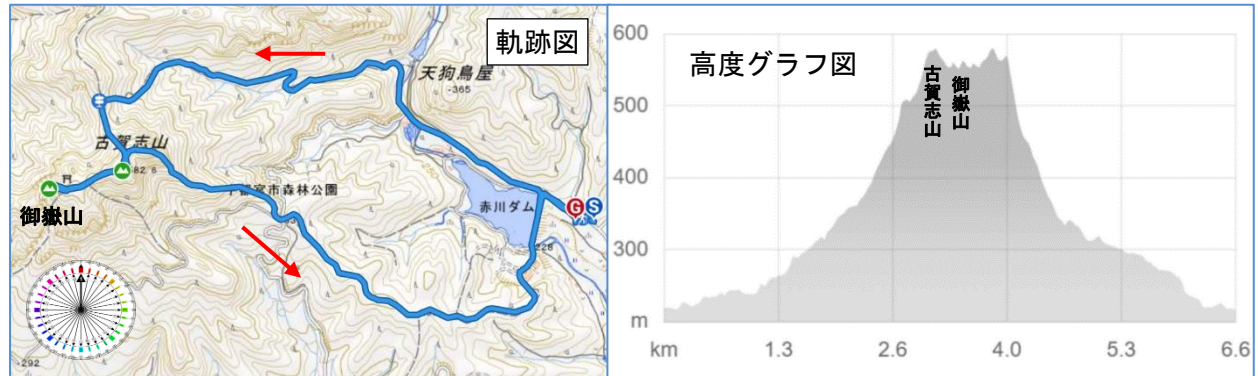 軌跡図
天狗鳥屋
・365
古賀志山
582.6
宇都宮市森林公園
御嶽山
赤川ダム
G S
228
・292
高度グラフ図
古賀志山
御嶽山
600
500
400
300
m
km 1.3 2.6 4.0 5.3 6.6